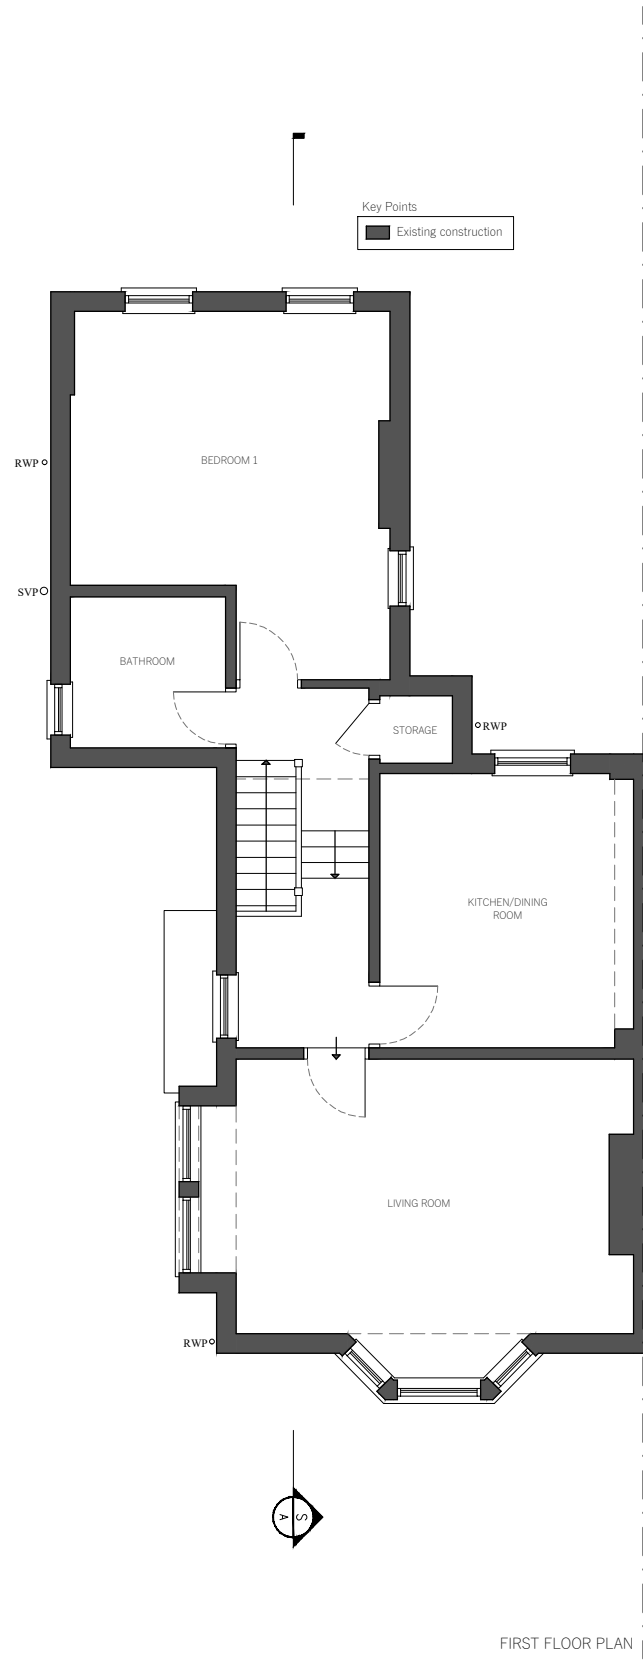 Key Points
Existing construction
RWP
BEDROOM 1
SVP
BATHROOM
STORAGE
RWP
KITCHEN/DINING
ROOM
LIVING ROOM
RWP
A
S
FIRST FLOOR PLAN